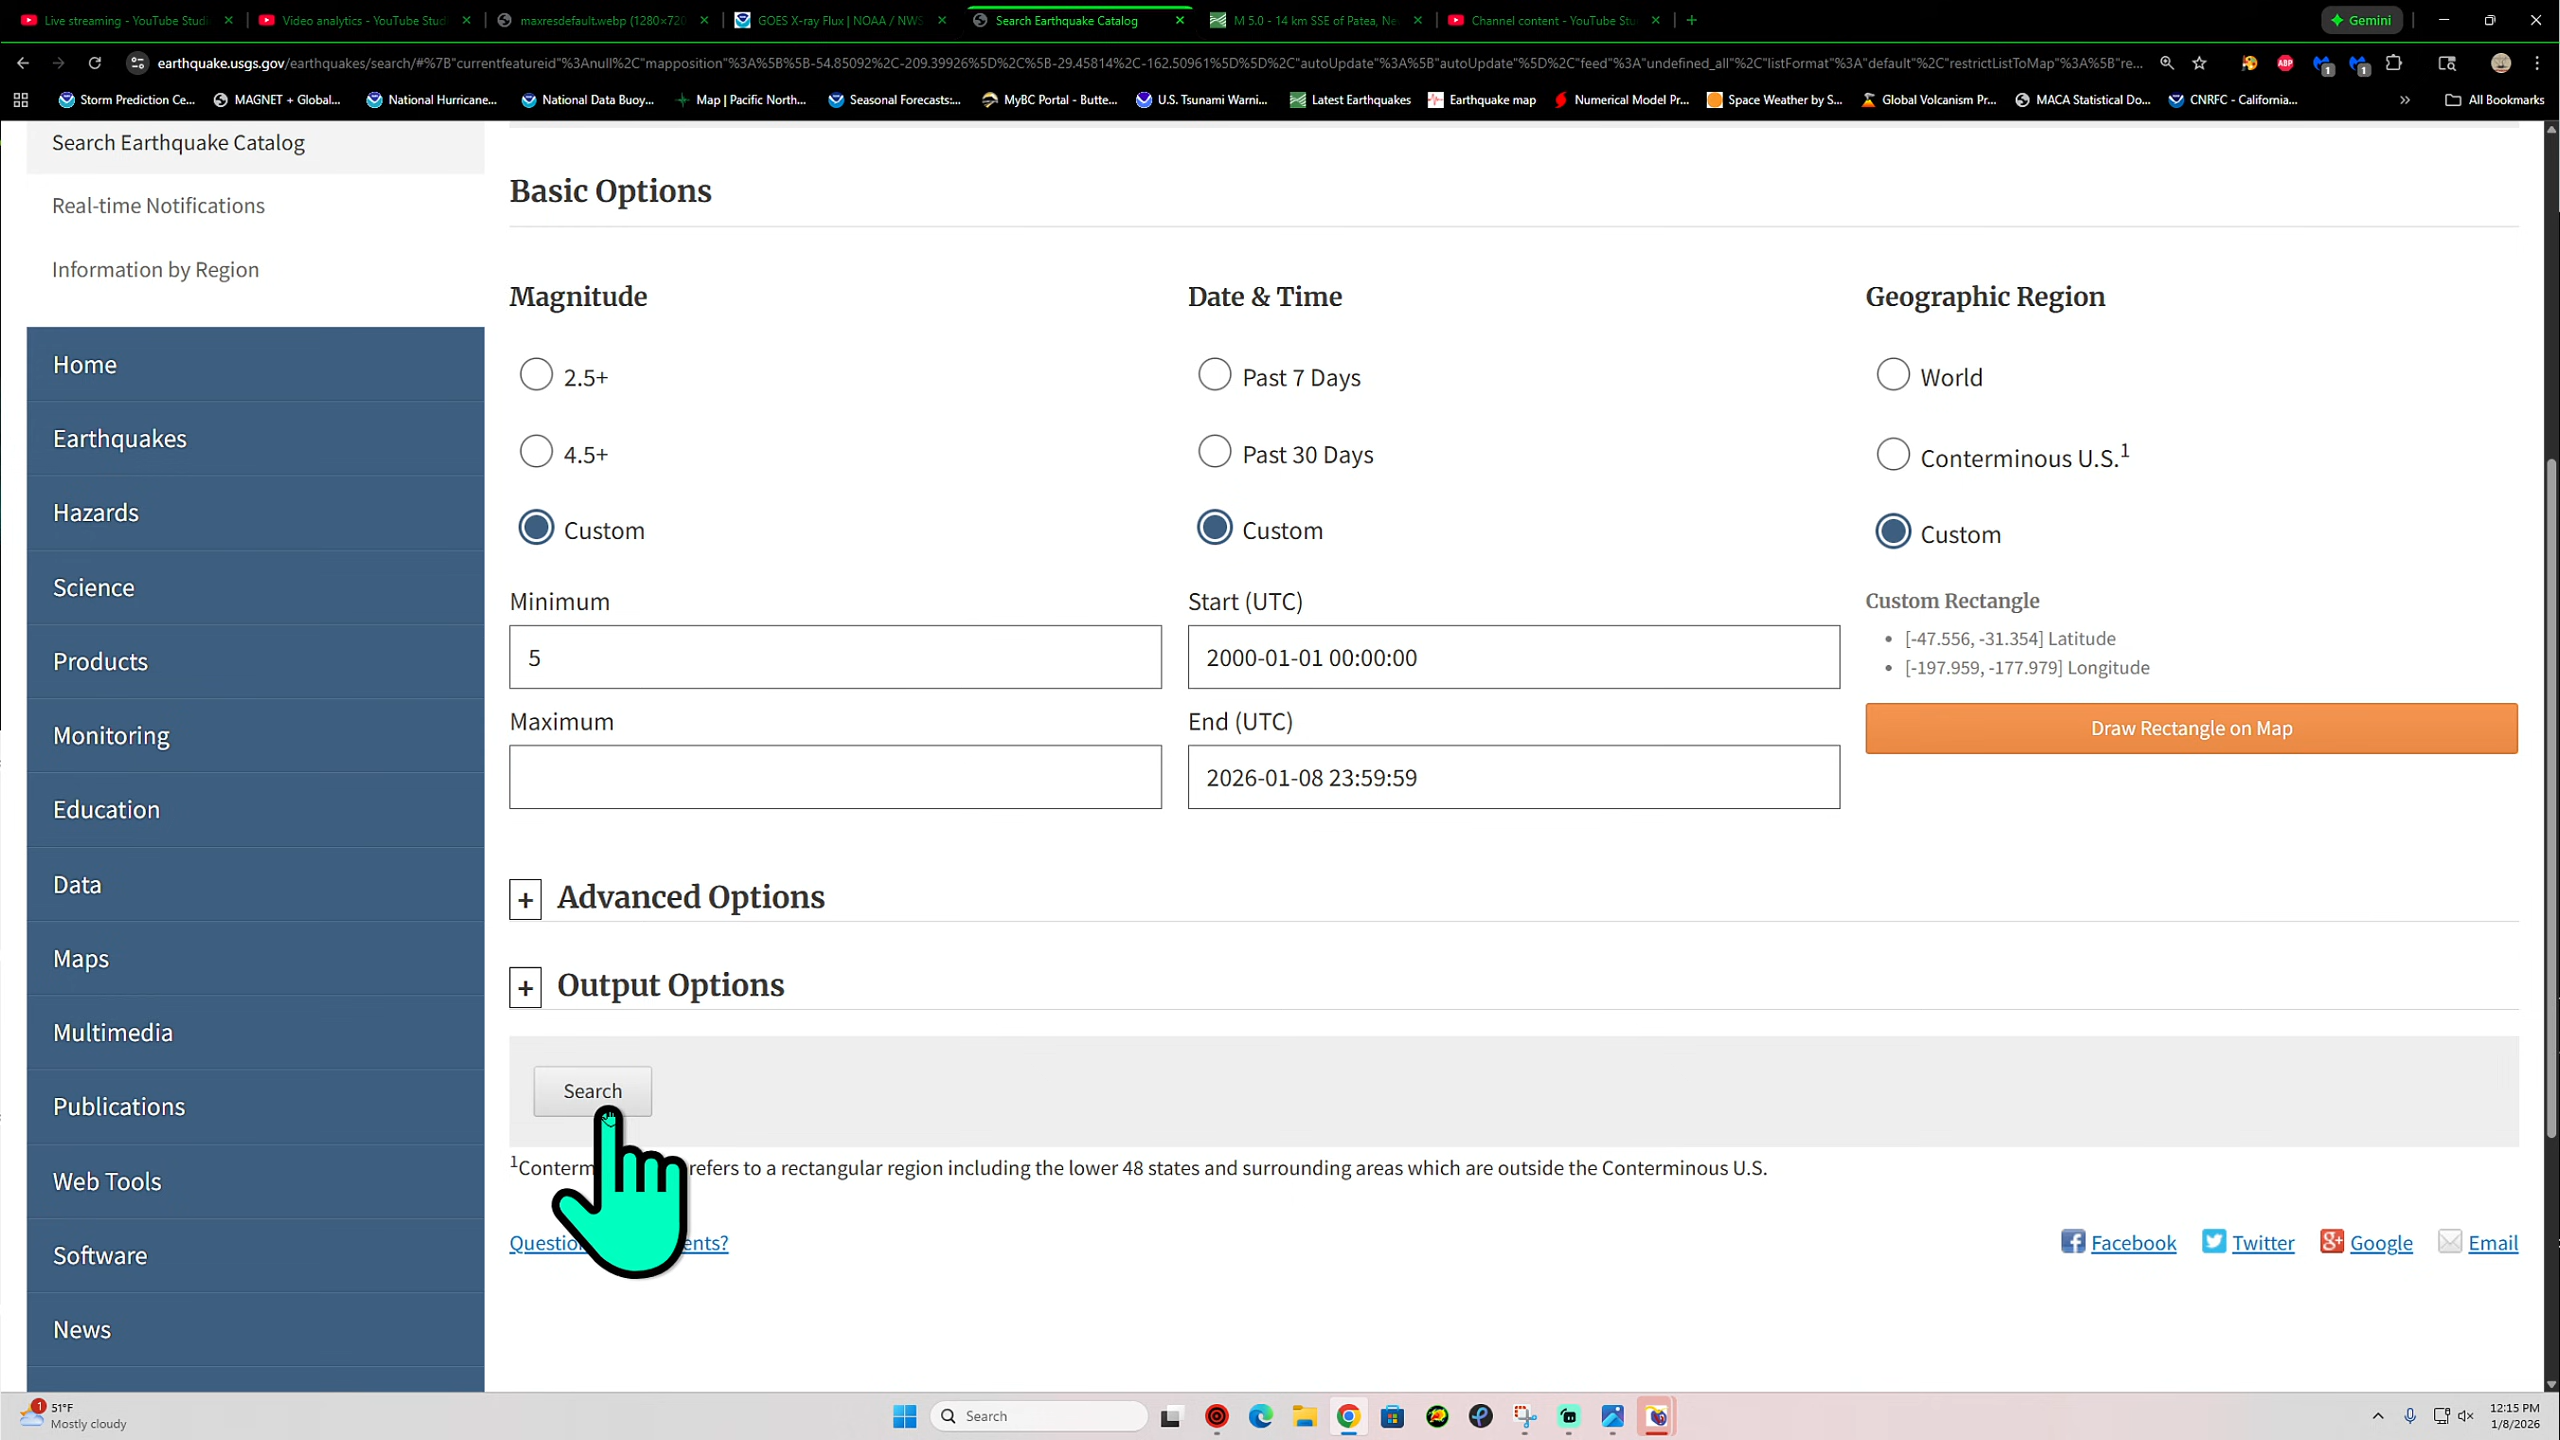 Live streaming - YouTube Studi
Video analytics - YouTube Stud
maxresdefault.webp (1280×720
GOES X-ray Flux | NOAA / NWS
Search Earthquake Catalog
M 5.0 - 14 km SSE of Patea, Ne
Channel content - YouTube Stu
Gemini
earthquake.usgs.gov/earthquakes/search/#%7B"currentfeatureid"%3Anull%2C"mapposition"%3A%5B%5B-54.85092%2C-209.39926%5D%2C%5B-29.45814%2C-162.50961%5D%5D%2C"autoUpdate"%3A%5B"autoUpdate"%5D%2C"feed"%3A"undefined_all"%2C"listFormat"%3A"default"%2C"restrictListToMap"%3A%5B"re...
Storm Prediction Ce...
MAGNET + Global...
National Hurricane...
National Data Buoy...
Map | Pacific North...
Seasonal Forecasts:...
MyBC Portal - Butte...
U.S. Tsunami Warni...
Latest Earthquakes
Earthquake map
Numerical Model Pr...
Space Weather by S...
Global Volcanism Pr...
MACA Statistical Do...
CNRFC - California...
All Bookmarks
Search Earthquake Catalog
Real-time Notifications
Information by Region
Home
Earthquakes
Hazards
Science
Products
Monitoring
Education
Data
Maps
Multimedia
Publications
Web Tools
Software
News
Basic Options
Magnitude
2.5+
4.5+
Custom
Minimum
5
Maximum
Date & Time
Past 7 Days
Past 30 Days
Custom
Start (UTC)
2000-01-01 00:00:00
End (UTC)
2026-01-08 23:59:59
Geographic Region
World
Conterminous U.S.1
Custom
Custom Rectangle
[-47.556, -31.354] Latitude
[-197.959, -177.979] Longitude
Draw Rectangle on Map
+ Advanced Options
+ Output Options
Search
1Conterm refers to a rectangular region including the lower 48 states and surrounding areas which are outside the Conterminous U.S.
Questio ents?
Facebook
Twitter
Google
Email
1
51°F
Mostly cloudy
Search
12:15 PM
1/8/2026